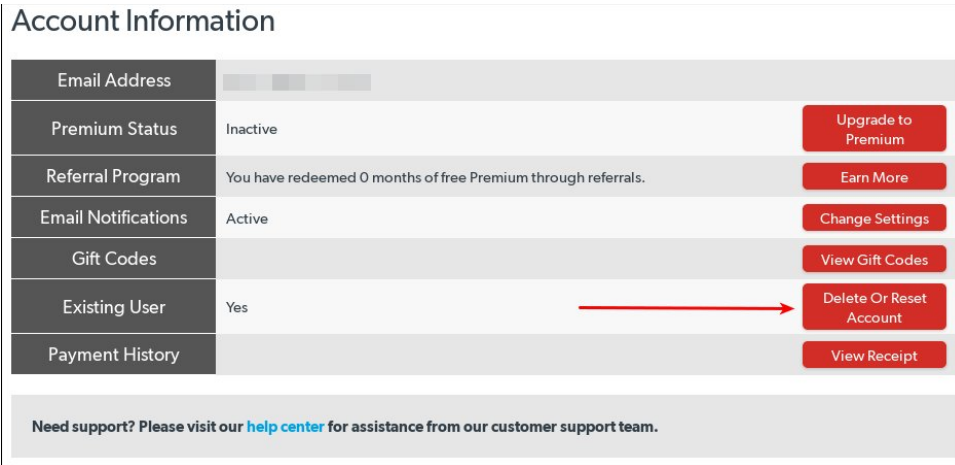 Account Information
Email Address
Premium Status Inactive Upgrade to
Premium
Referral Program You have redeemed 0 months of free Premium through referrals. Earn More
Email Notifications Active Change Settings
Gift Codes View Gift Codes
Existing User Yes Delete Or Reset
Account
Payment History View Receipt
Need support? Please visit our help center for assistance from our customer support team.